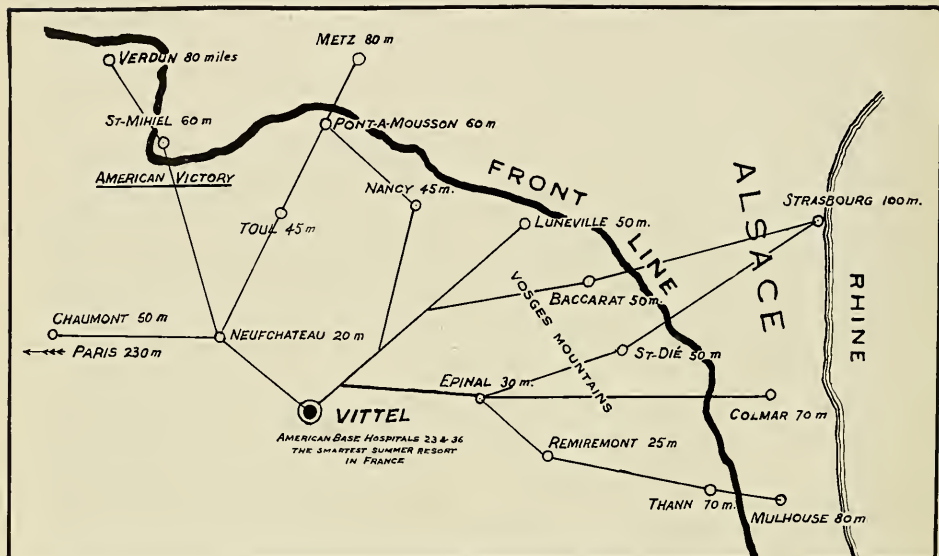 METZ 80 m
VERDUN 80 miles
ST-MIHIEL 60 m
PONT-A-MOUSSON 60 m
AMERICAN VICTORY
NANCY 45 m.
TOUL 45 m
LUNEVILLE 50 m.
FRONT LINE
ALSACE
STRASBOURG 100 m.
RHINE
BACCARAT 50 m.
VOSGES MOUNTAINS
CHAUMONT 50 m
PARIS 230 m
NEUFCHATEAU 20 m
ST-DIÉ 50 m
EPINAL 30 m.
COLMAR 70 m
VITTEL
AMERICAN BASE HOSPITALS 23 & 36
THE SMARTEST SUMMER RESORT
IN FRANCE
REMIREMONT 25 m
THANN 70 m.
MULHOUSE 80 m